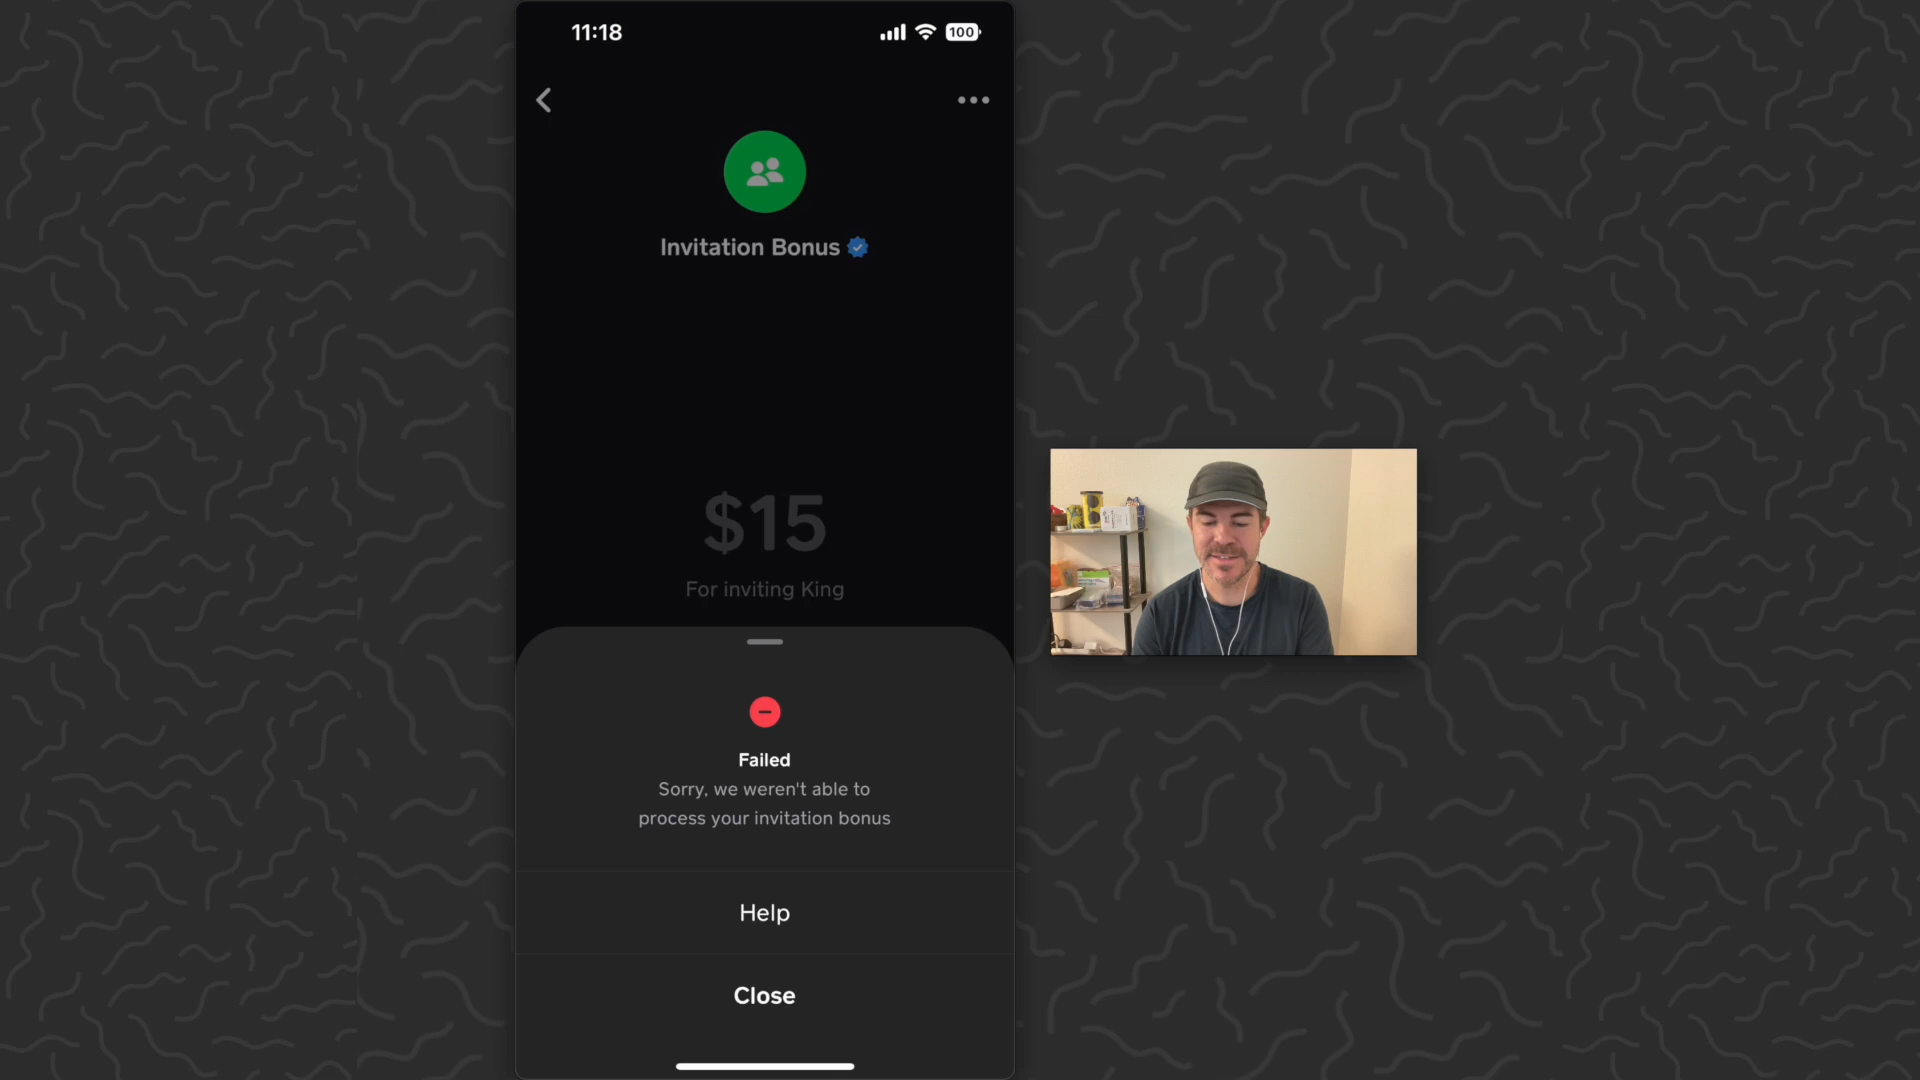 11:18
100
Invitation Bonus
$15
For inviting King
Failed
Sorry, we weren't able to
process your invitation bonus
Help
Close